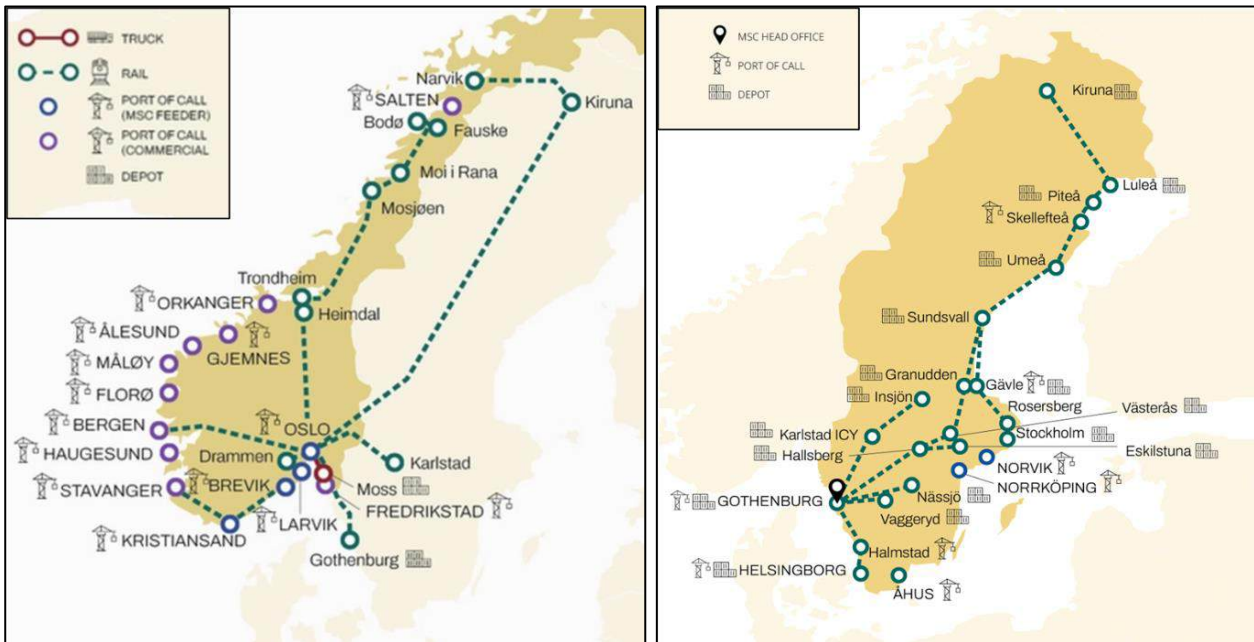 TRUCK
RAIL
PORT OF CALL
(MSC FEEDER)
PORT OF CALL
(COMMERCIAL
DEPOT
Narvik
SALTEN
Kiruna
Bodø
Fauske
Moi i Rana
Mosjøen
Trondheim
ORKANGER
Heimdal
ÅLESUND
GJEMNES
MÅLØY
FLORØ
BERGEN
OSLO
HAUGESUND
Drammen
Karlstad
STAVANGER
BREVIK
Moss
LARVIK
FREDRIKSTAD
KRISTIANSAND
Gothenburg
MSC HEAD OFFICE
PORT OF CALL
DEPOT
Kiruna
Luleå
Piteå
Skellefteå
Umeå
Sundsvall
Granudden
Gävle
Insjön
Rosersberg
Västerås
Karlstad ICY
Stockholm
Hallsberg
Eskilstuna
NORVIK
NORRKÖPING
GOTHENBURG
Nässjö
Vaggeryd
Halmstad
HELSINGBORG
ÅHUS